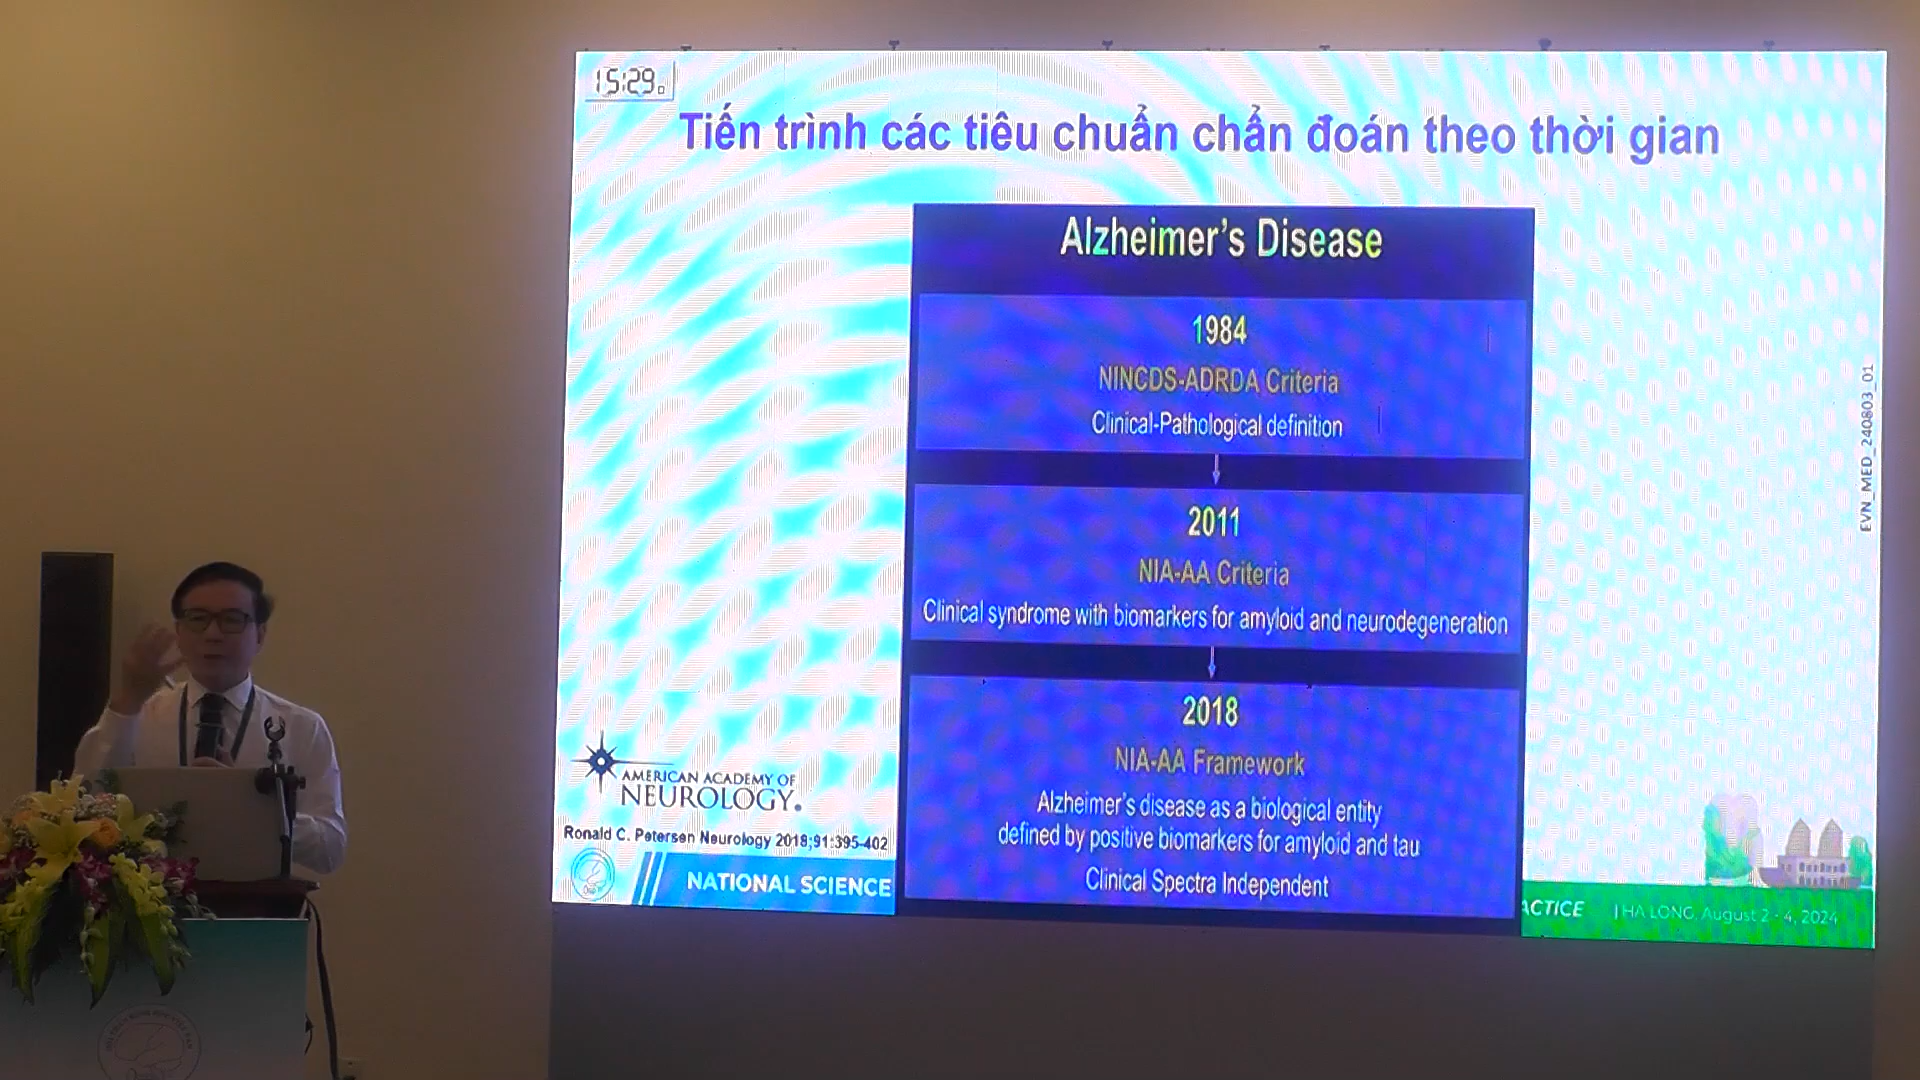 15:29
Tiến trình các tiêu chuẩn chẩn đoán theo thời gian
Alzheimer's Disease
1984
NINCDS-ADRDA Criteria
Clinical-Pathological definition
2011
NIA-AA Criteria
Clinical syndrome with biomarkers for amyloid and neurodegeneration
2018
NIA-AA Framework
Alzheimer's disease as a biological entity
defined by positive biomarkers for amyloid and tau
Clinical Spectra Independent
AMERICAN ACADEMY OF
NEUROLOGY.
Ronald C. Petersen Neurology 2018;91:395-402
NATIONAL SCIENCE
ACTICE | HA LONG, August 2 - 4, 2024
EVN_MED_240803_01